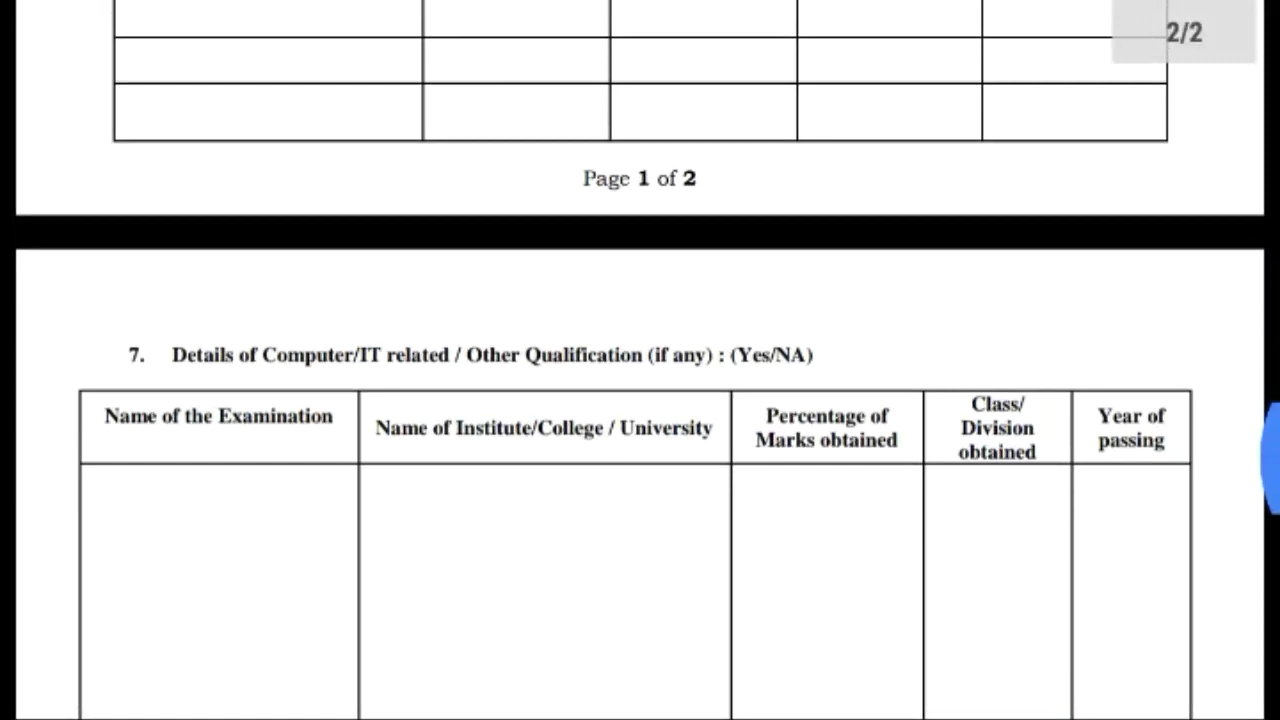 2/2
Page 1 of 2
7. Details of Computer/IT related / Other Qualification (if any) : (Yes/NA)
Name of the Examination
Name of Institute/College / University
Percentage of
Marks obtained
Class/
Division
obtained
Year of
passing